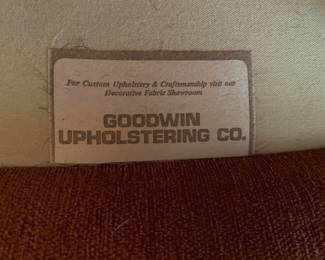 For Custom Upholstery & Craftsmanship visit our
Decorative Fabric Showroom
GOODWIN
UPHOLSTERING CO.